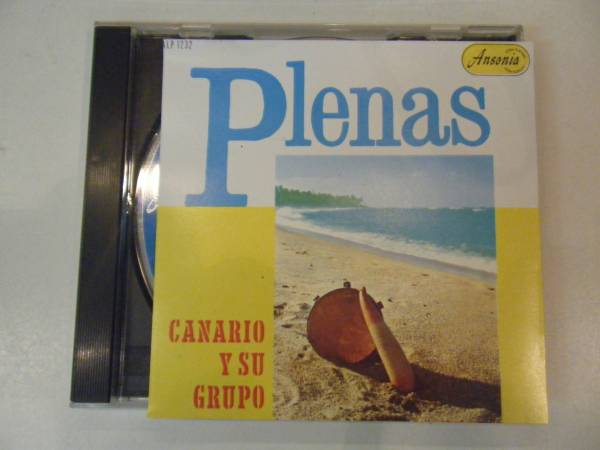 ALP 1232
Ansonia
Plenas
CANARIO
Y SU
GRUPO